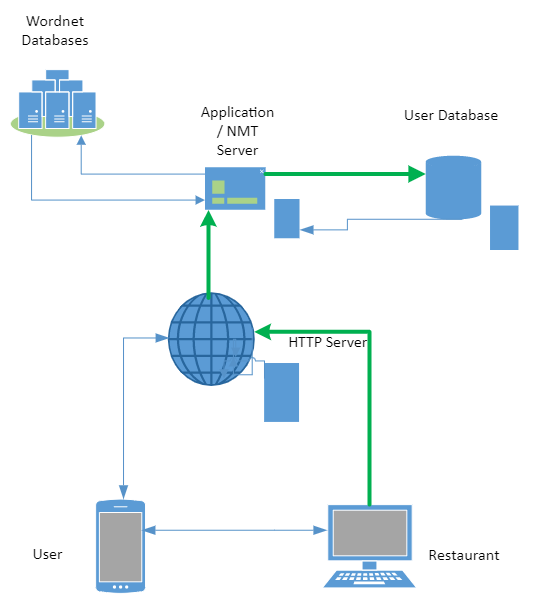 Wordnet
Databases
Application
/ NMT
Server
User Database
HTTP Server
User
Restaurant